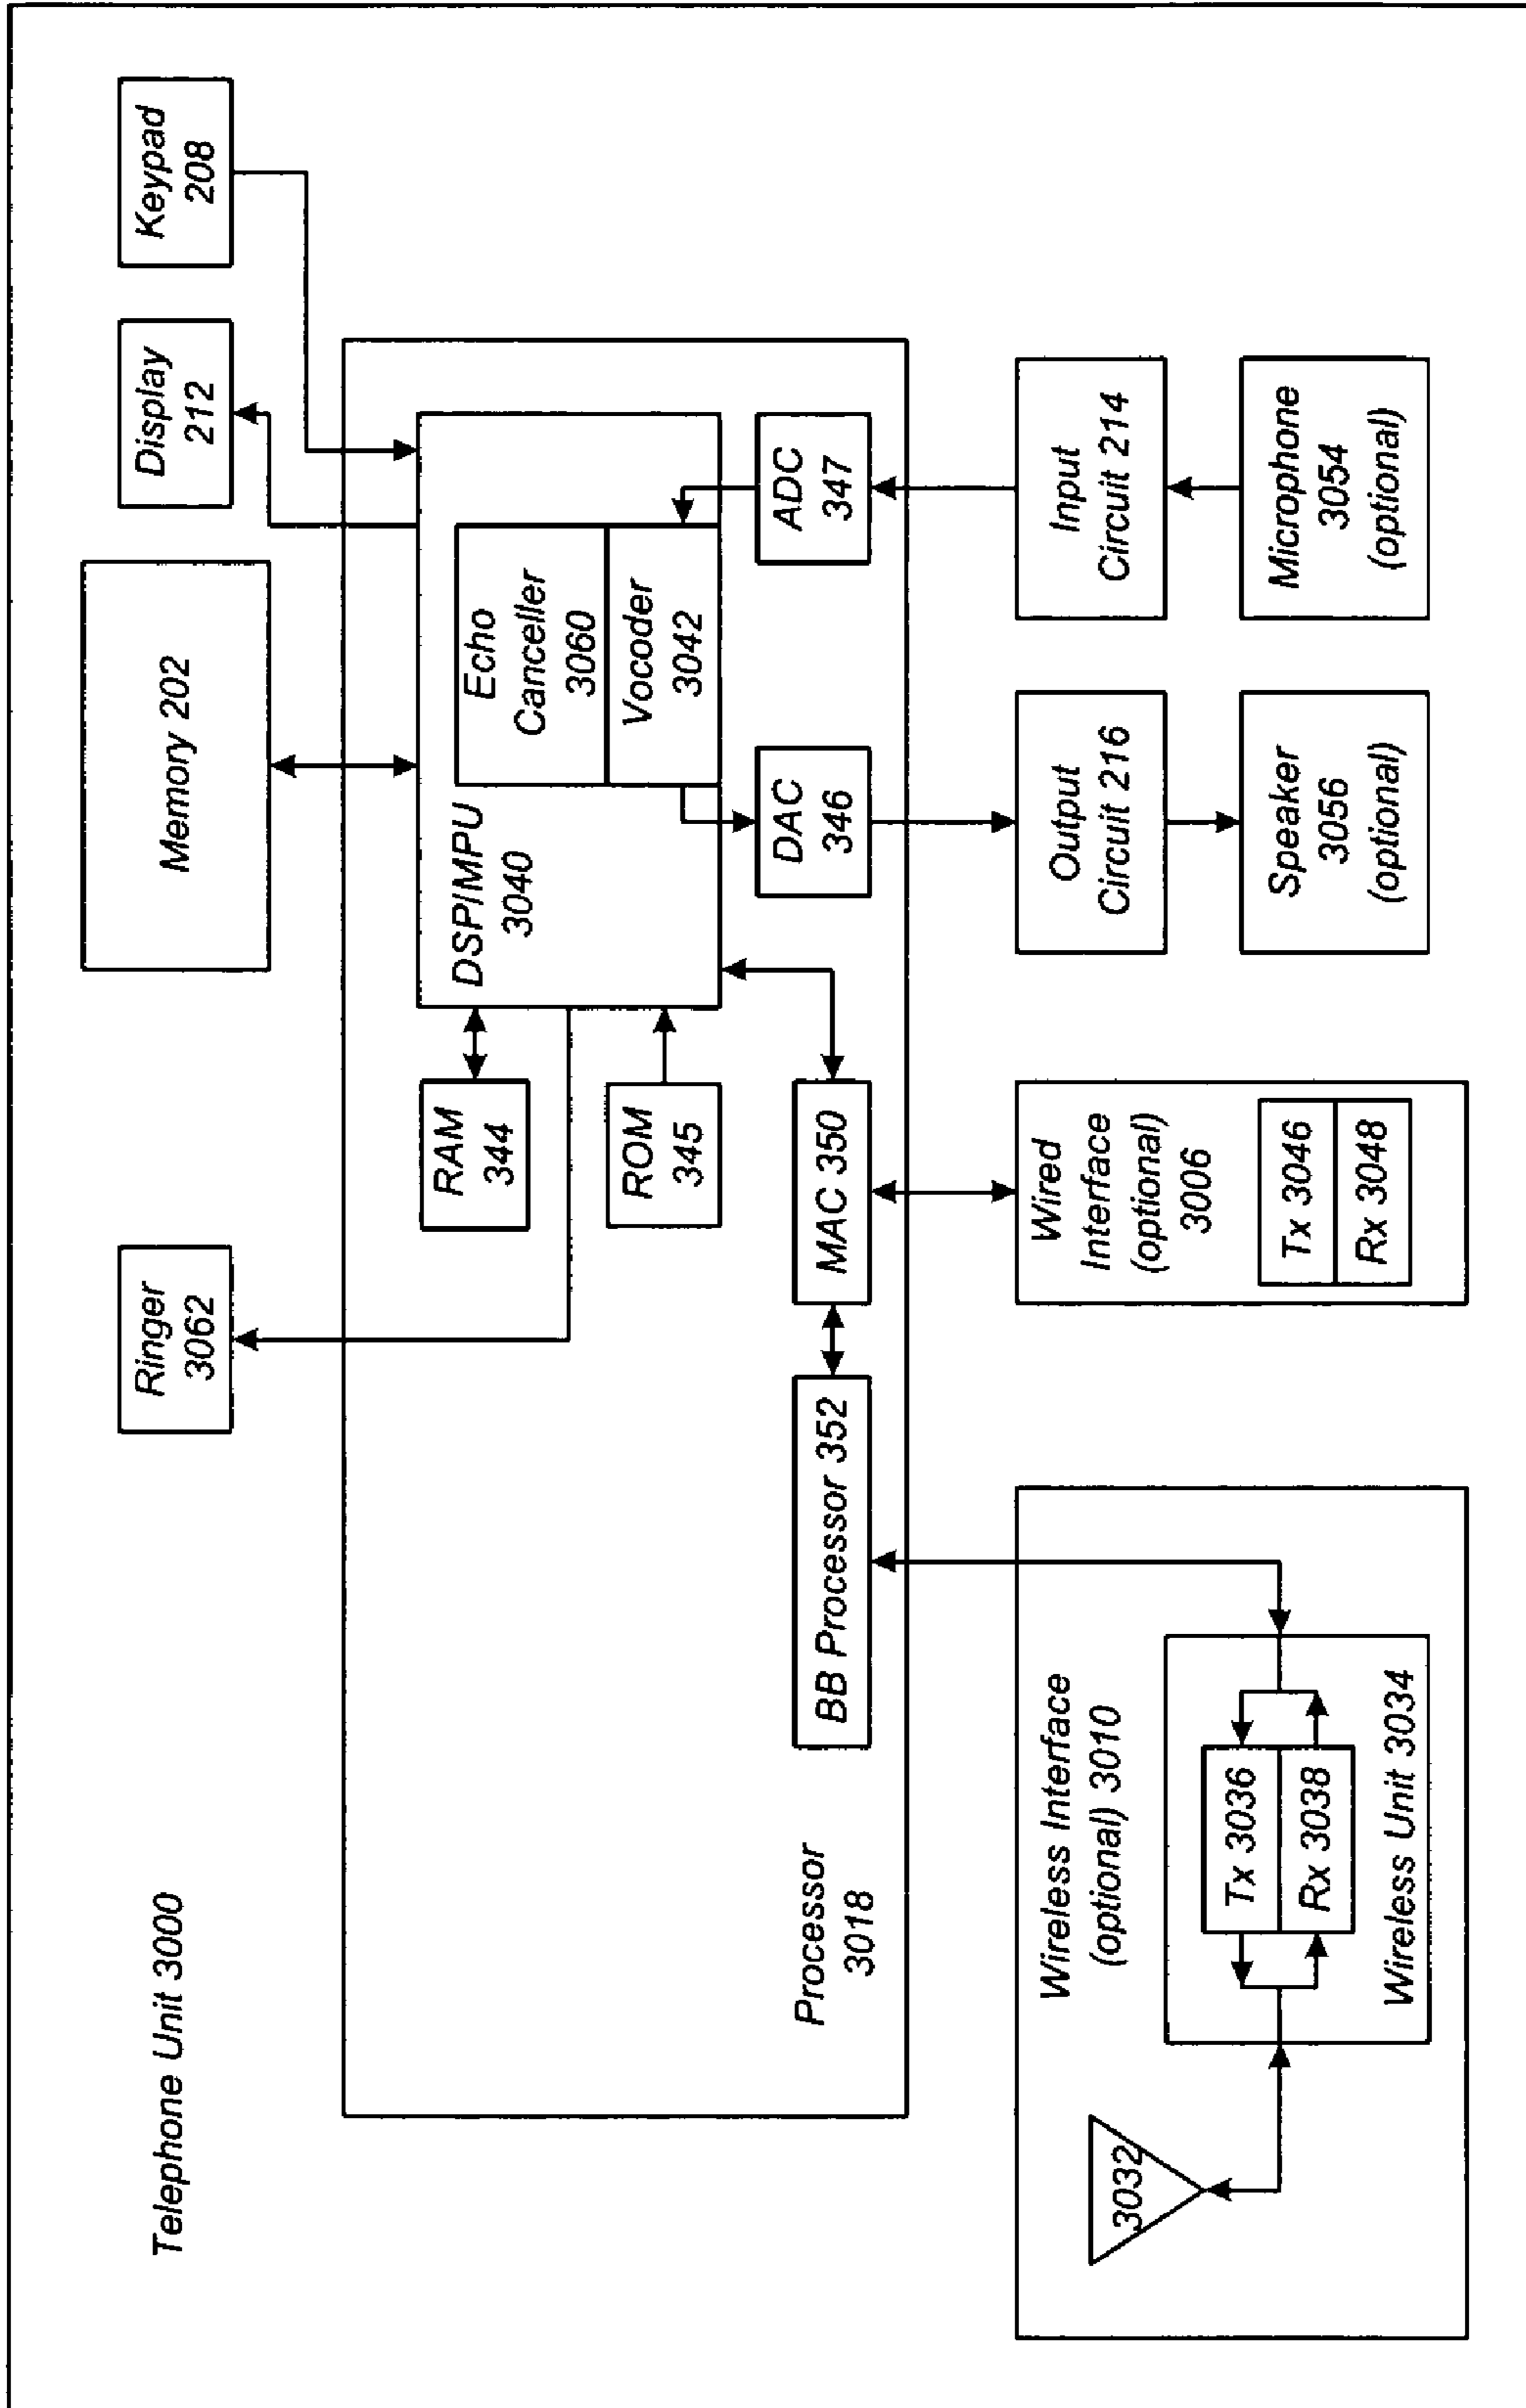 Telephone Unit 3000
Ringer
3062
Memory 202
Display
212
Keypad
208
Processor
3018
RAM
344
ROM
345
DSP/MPU
3040
Echo
Canceller
3060
Vocoder
3042
BB Processor 352
MAC 350
DAC
346
ADC
347
Wireless Interface
(optional) 3010
3032
Tx 3036
Rx 3038
Wireless Unit 3034
Wired
Interface
(optional)
3006
Tx 3046
Rx 3048
Output
Circuit 216
Speaker
3056
(optional)
Input
Circuit 214
Microphone
3054
(optional)